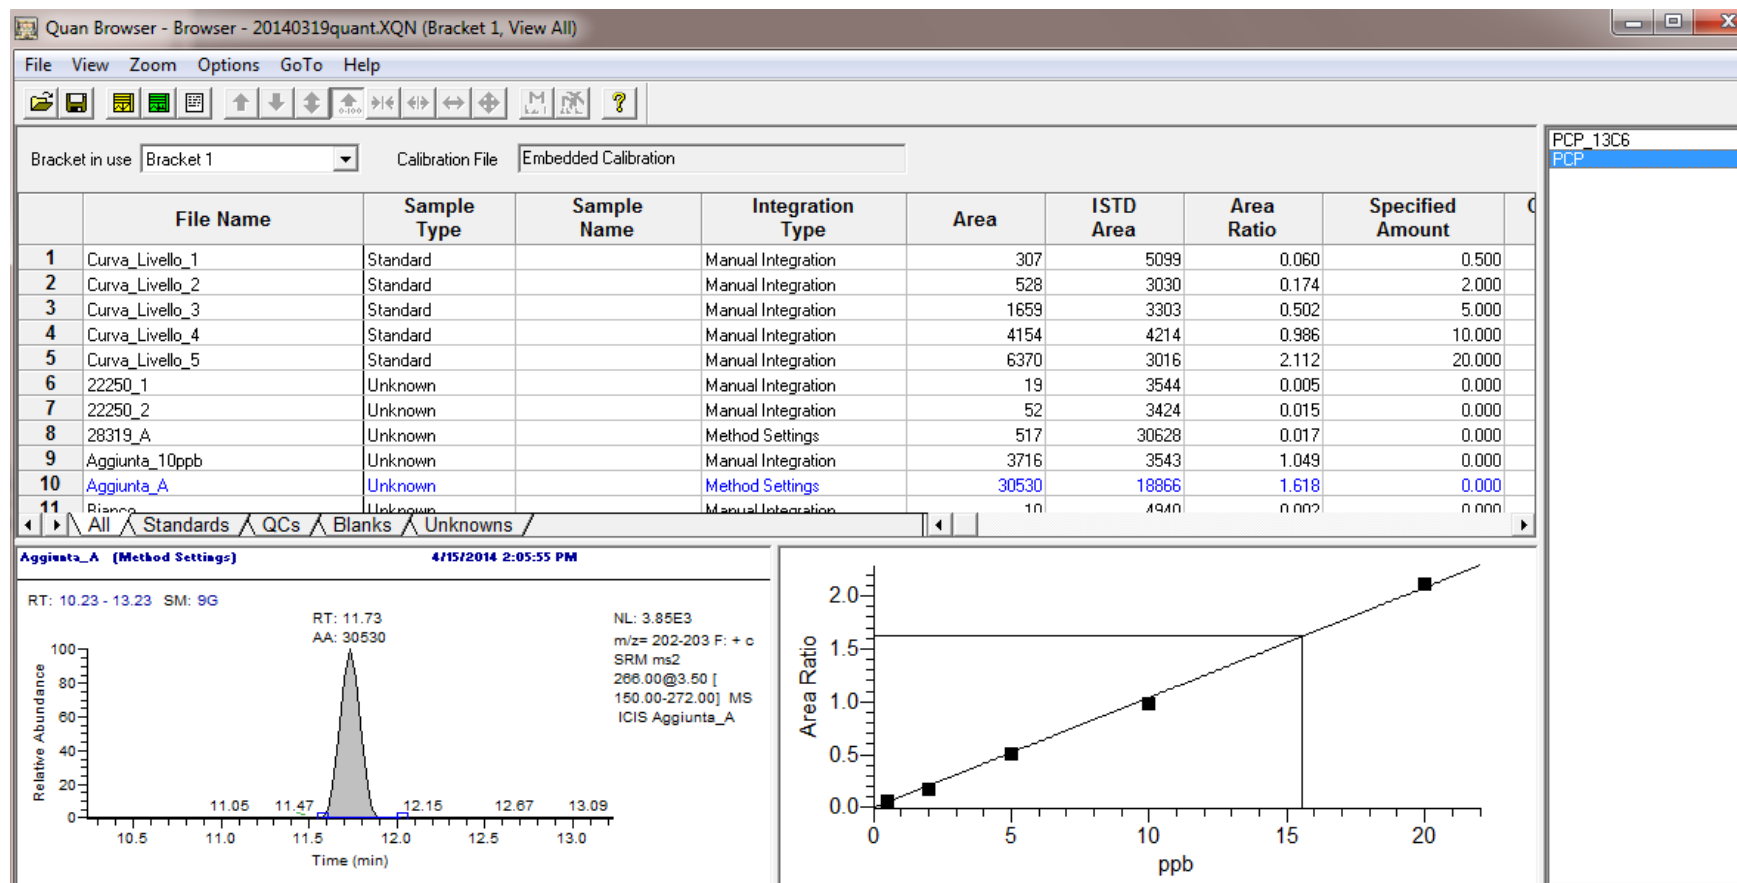 Quan Browser - Browser - 20140319quant.XQN (Bracket 1, View All)
File View Zoom Options GoTo Help
Bracket in use Bracket 1 Calibration File Embedded Calibration
PCP_13C6
PCP
File Name Sample Type Sample Name Integration Type Area ISTD Area Area Ratio Specified Amount
1 Curva_Livello_1 Standard Manual Integration 307 5099 0.060 0.500
2 Curva_Livello_2 Standard Manual Integration 528 3030 0.174 2.000
3 Curva_Livello_3 Standard Manual Integration 1659 3303 0.502 5.000
4 Curva_Livello_4 Standard Manual Integration 4154 4214 0.986 10.000
5 Curva_Livello_5 Standard Manual Integration 6370 3016 2.112 20.000
6 22250_1 Unknown Manual Integration 19 3544 0.005 0.000
7 22250_2 Unknown Manual Integration 52 3424 0.015 0.000
8 28319_A Unknown Method Settings 517 30628 0.017 0.000
9 Aggiunta_10ppb Unknown Manual Integration 3716 3543 1.049 0.000
10 Aggiunta_A Unknown Method Settings 30530 18866 1.618 0.000
11 Bianco Unknown Manual Integration 10 4940 0.002 0.000
All Standards QCs Blanks Unknowns
Aggiunta_A (Method Settings) 4/15/2014 2:05:55 PM
RT: 10.23 - 13.23 SM: 9G
RT: 11.73
AA: 30530
NL: 3.85E3
m/z= 202-203 F: + c
SRM ms2
266.00@3.50 [
150.00-272.00] MS
ICIS Aggiunta_A
Relative Abundance
100
80
60
40
20
0
11.05 11.47 12.15 12.67 13.09
10.5 11.0 11.5 12.0 12.5 13.0
Time (min)
Area Ratio
2.0
1.5
1.0
0.5
0.0
0 5 10 15 20
ppb